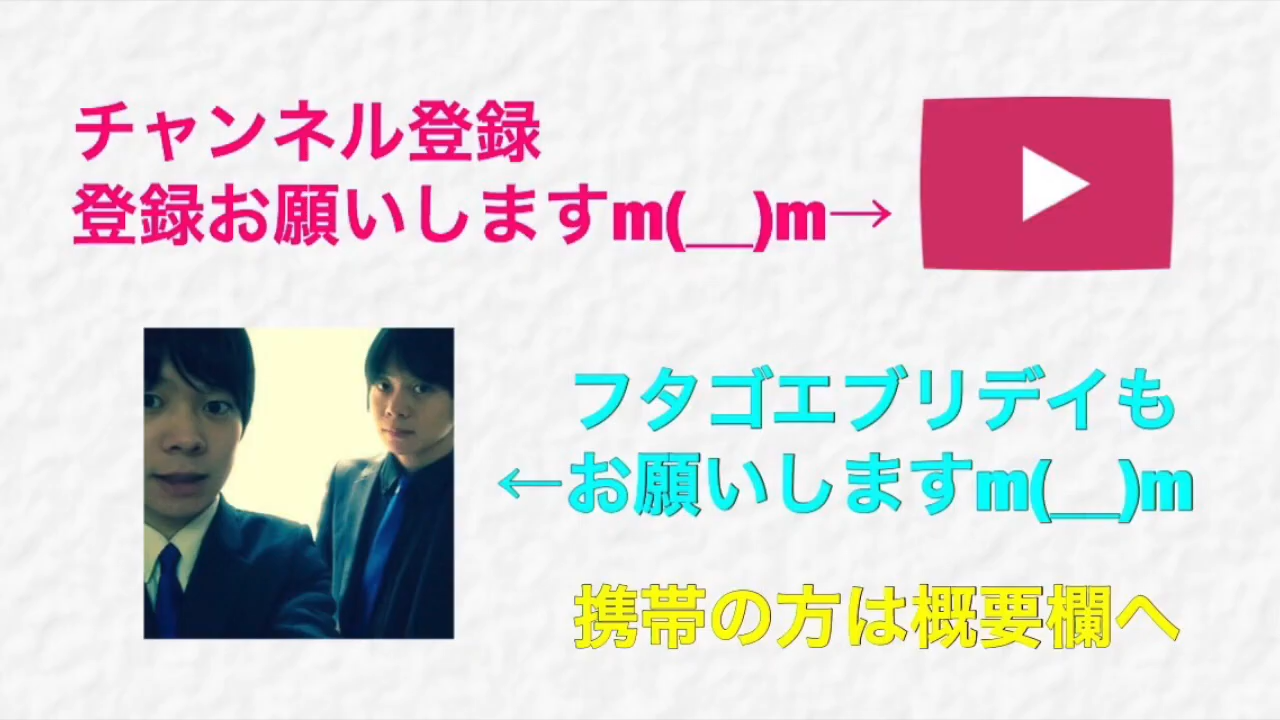 チャンネル登録
登録お願いしますm(__)m→
フタゴエブリデイも
←お願いしますm(__)m
携帯の方は概要欄へ